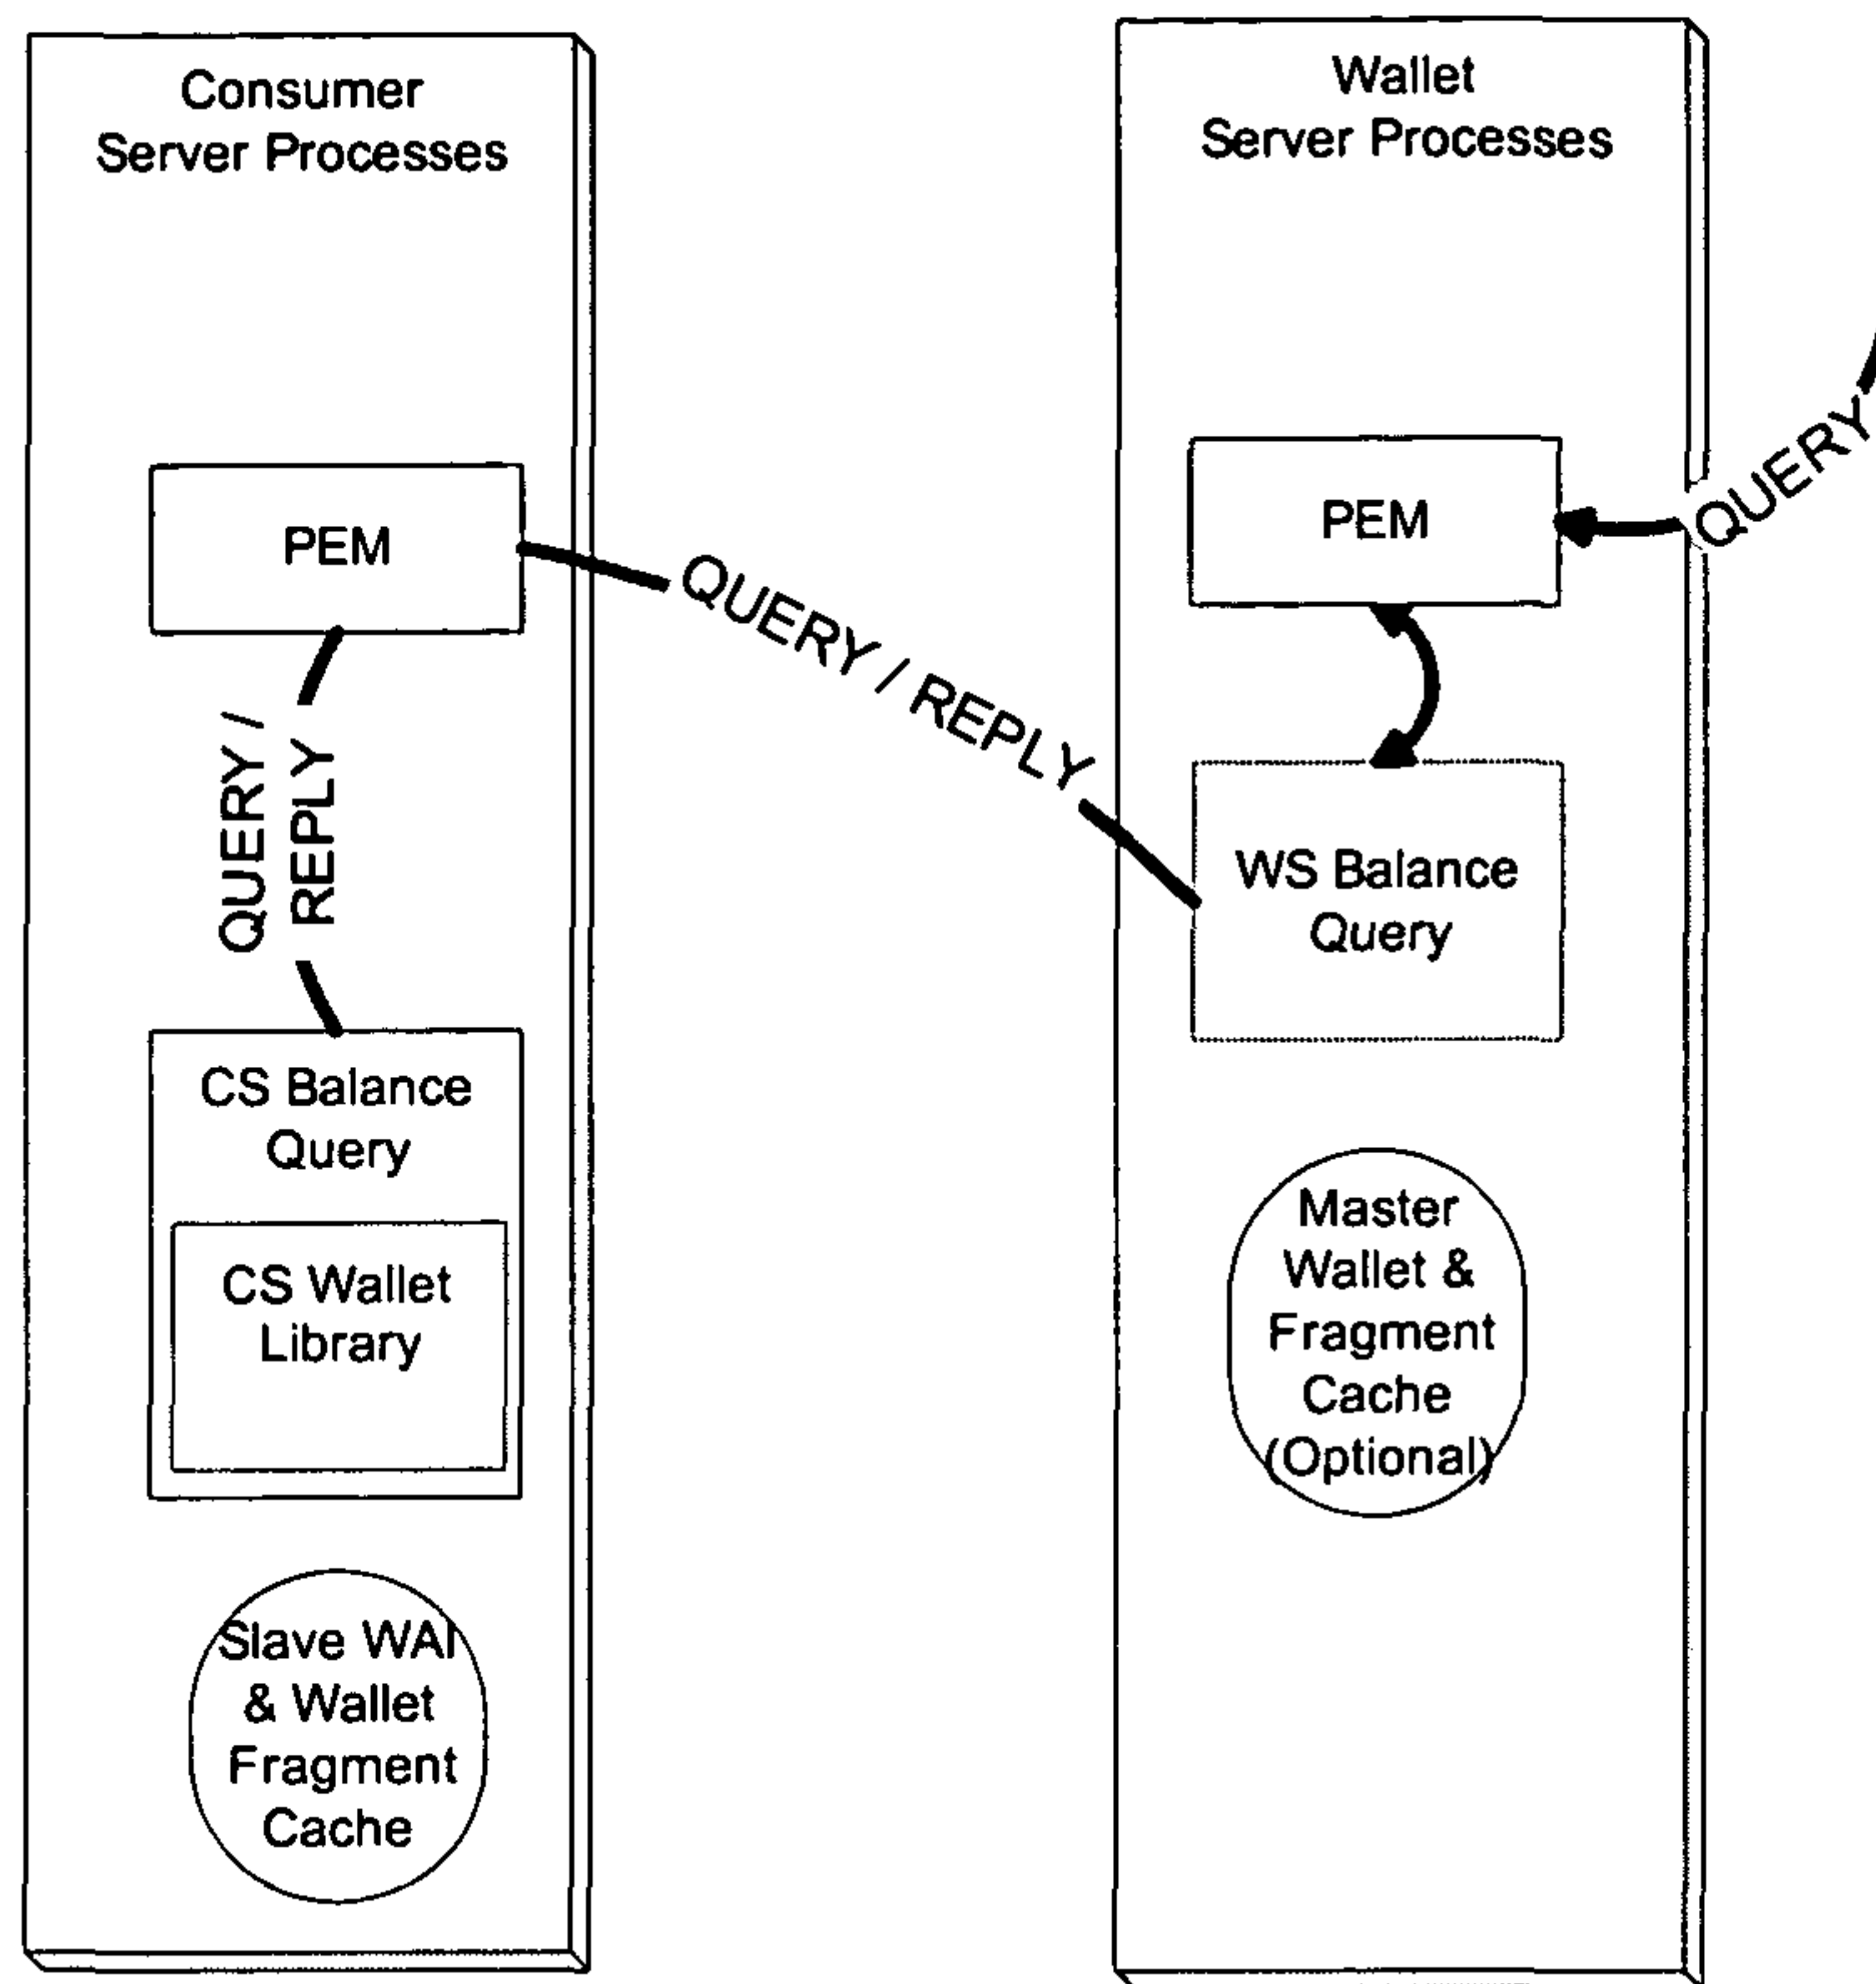 Consumer
Server Processes
PEM
QUERY /
REPLY
CS Balance
Query
CS Wallet
Library
Slave WAI
& Wallet
Fragment
Cache
QUERY / REPLY
Wallet
Server Processes
PEM
QUERY
WS Balance
Query
Master
Wallet &
Fragment
Cache
(Optional)